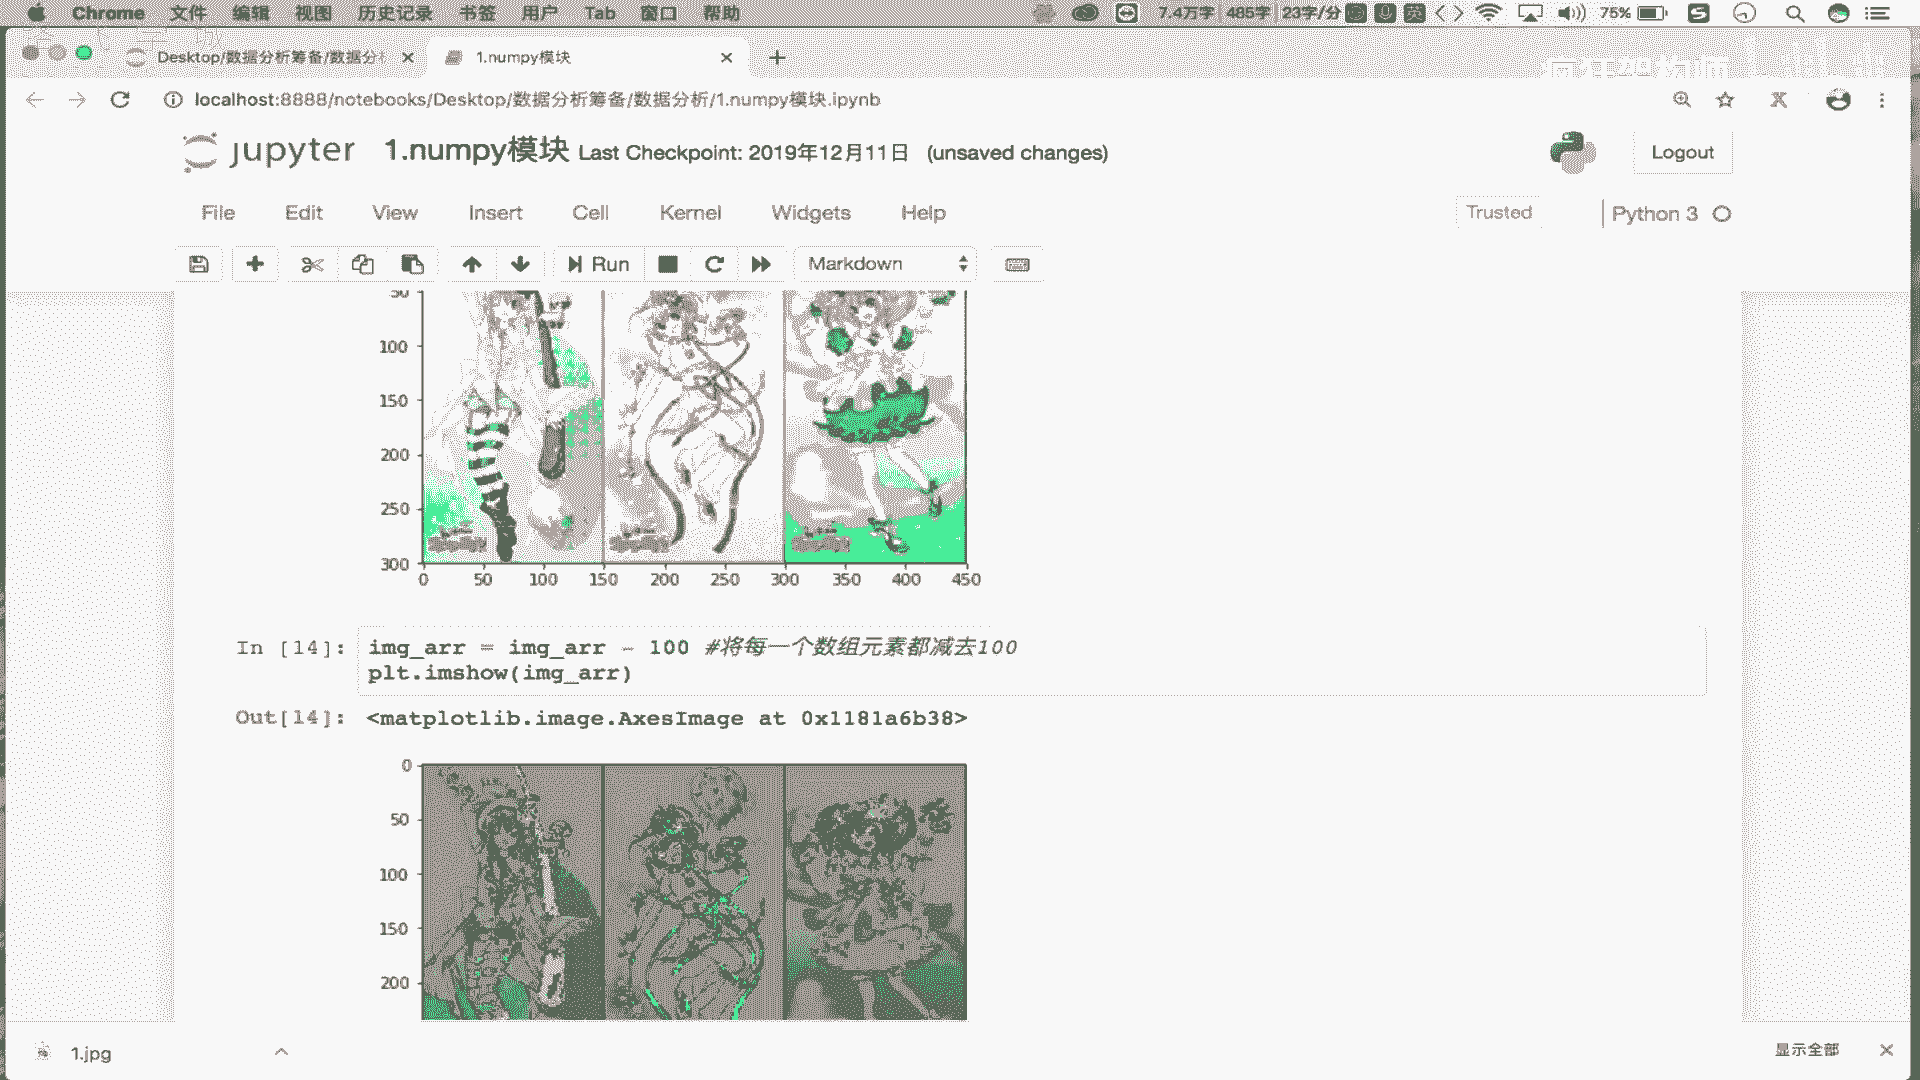 Chrome 文件 编辑 视图 历史记录 书签 用户 Tab 窗口 帮助 7.4万字 485字 23字/分 英 75%
Desktop/数据分析筹备/数据分析 1.numpy模块
localhost:8888/notebooks/Desktop/数据分析筹备/数据分析/1.numpy模块.ipynb
jupyter 1.numpy模块 Last Checkpoint: 2019年12月11日 (unsaved changes) Logout
File Edit View Insert Cell Kernel Widgets Help Trusted Python 3
Run Markdown
50
100
150
200
250
300
0 50 100 150 200 250 300 350 400 450
In [14]: img_arr = img_arr - 100 #将每一个数组元素都减去100
plt.imshow(img_arr)
Out[14]: <matplotlib.image.AxesImage at 0x1181a6b38>
0
50
100
150
200
1.jpg 显示全部